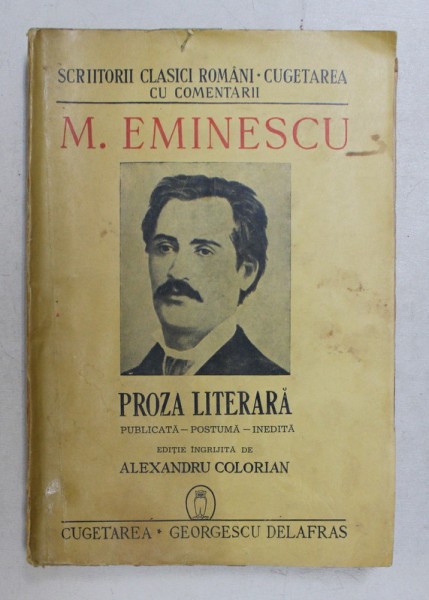 SCRIITORII CLASICI ROMÂNI • CUGETAREA
CU COMENTARII
M. EMINESCU
PROZA LITERARĂ
PUBLICATĂ — POSTUMĂ — INEDITĂ
EDIȚIE ÎNGRIJITĂ DE
ALEXANDRU COLORIAN
CUGETAREA • GEORGESCU DELAFRAS